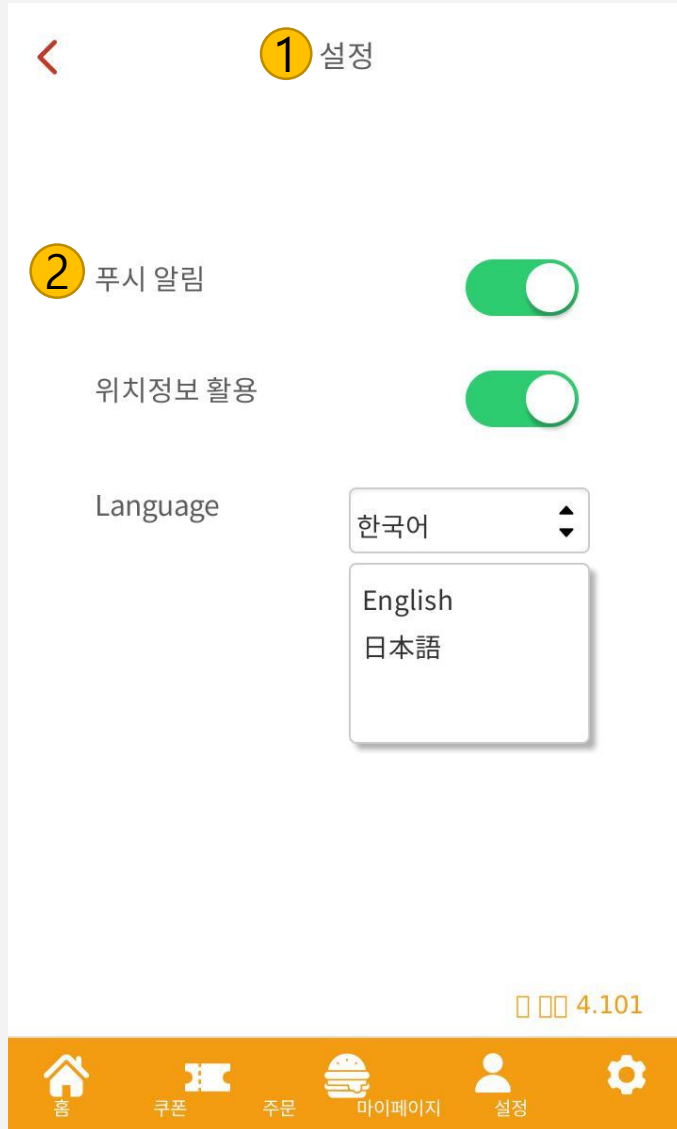 1 설정
2 푸시 알림
위치정보 활용
Language
한국어
English
日本語
4.101
홈 쿠폰 주문 마이페이지 설정